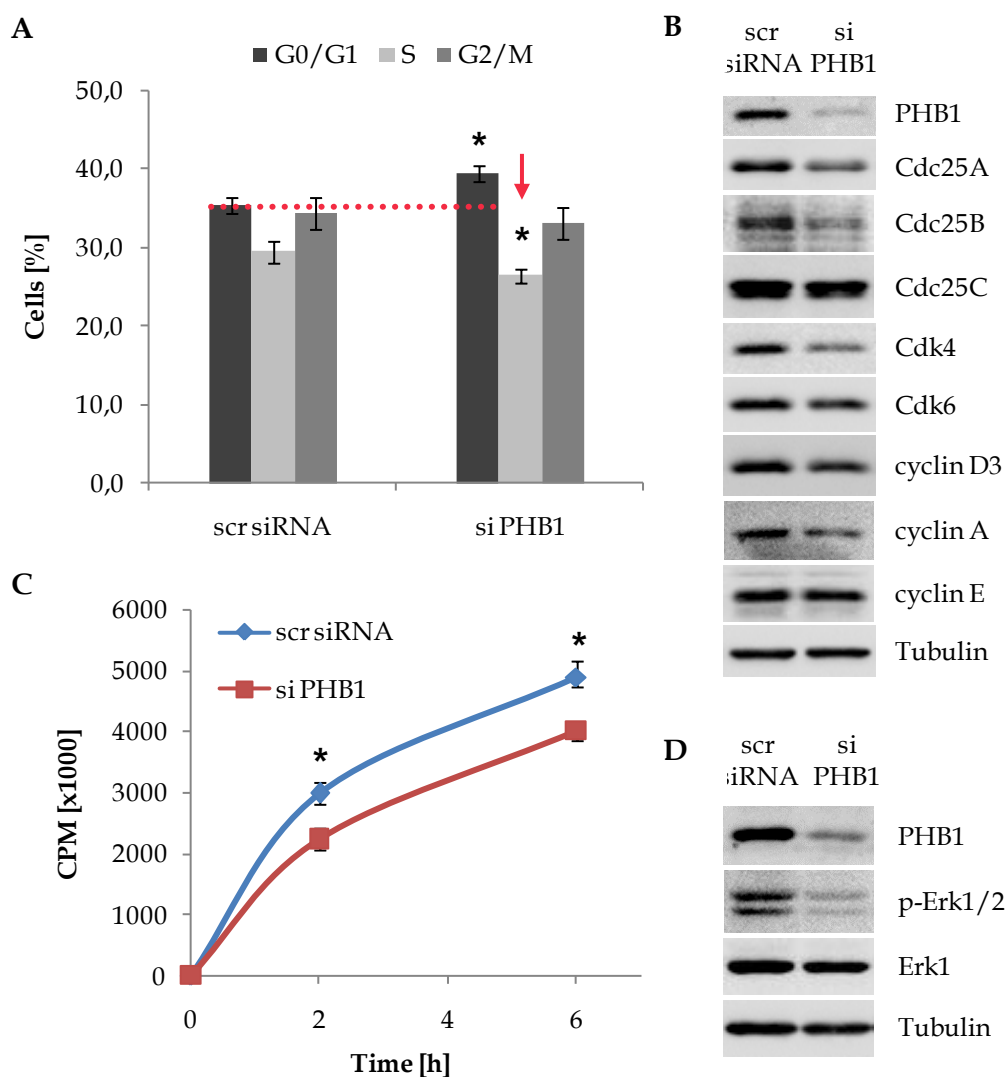 A
G0/G1 S G2/M
50,0
40,0
30,0
20,0
10,0
0,0
Cells [%]
* *
scr siRNA
si PHB1
B
scr si
siRNA PHB1
PHB1
Cdc25A
Cdc25B
Cdc25C
Cdk4
Cdk6
cyclin D3
cyclin A
cyclin E
Tubulin
C
6000
5000
4000
3000
2000
1000
0
CPM [x1000]
scr siRNA
si PHB1
* *
0 2 4 6
Time [h]
D
scr si
siRNA PHB1
PHB1
p-Erk1/2
Erk1
Tubulin